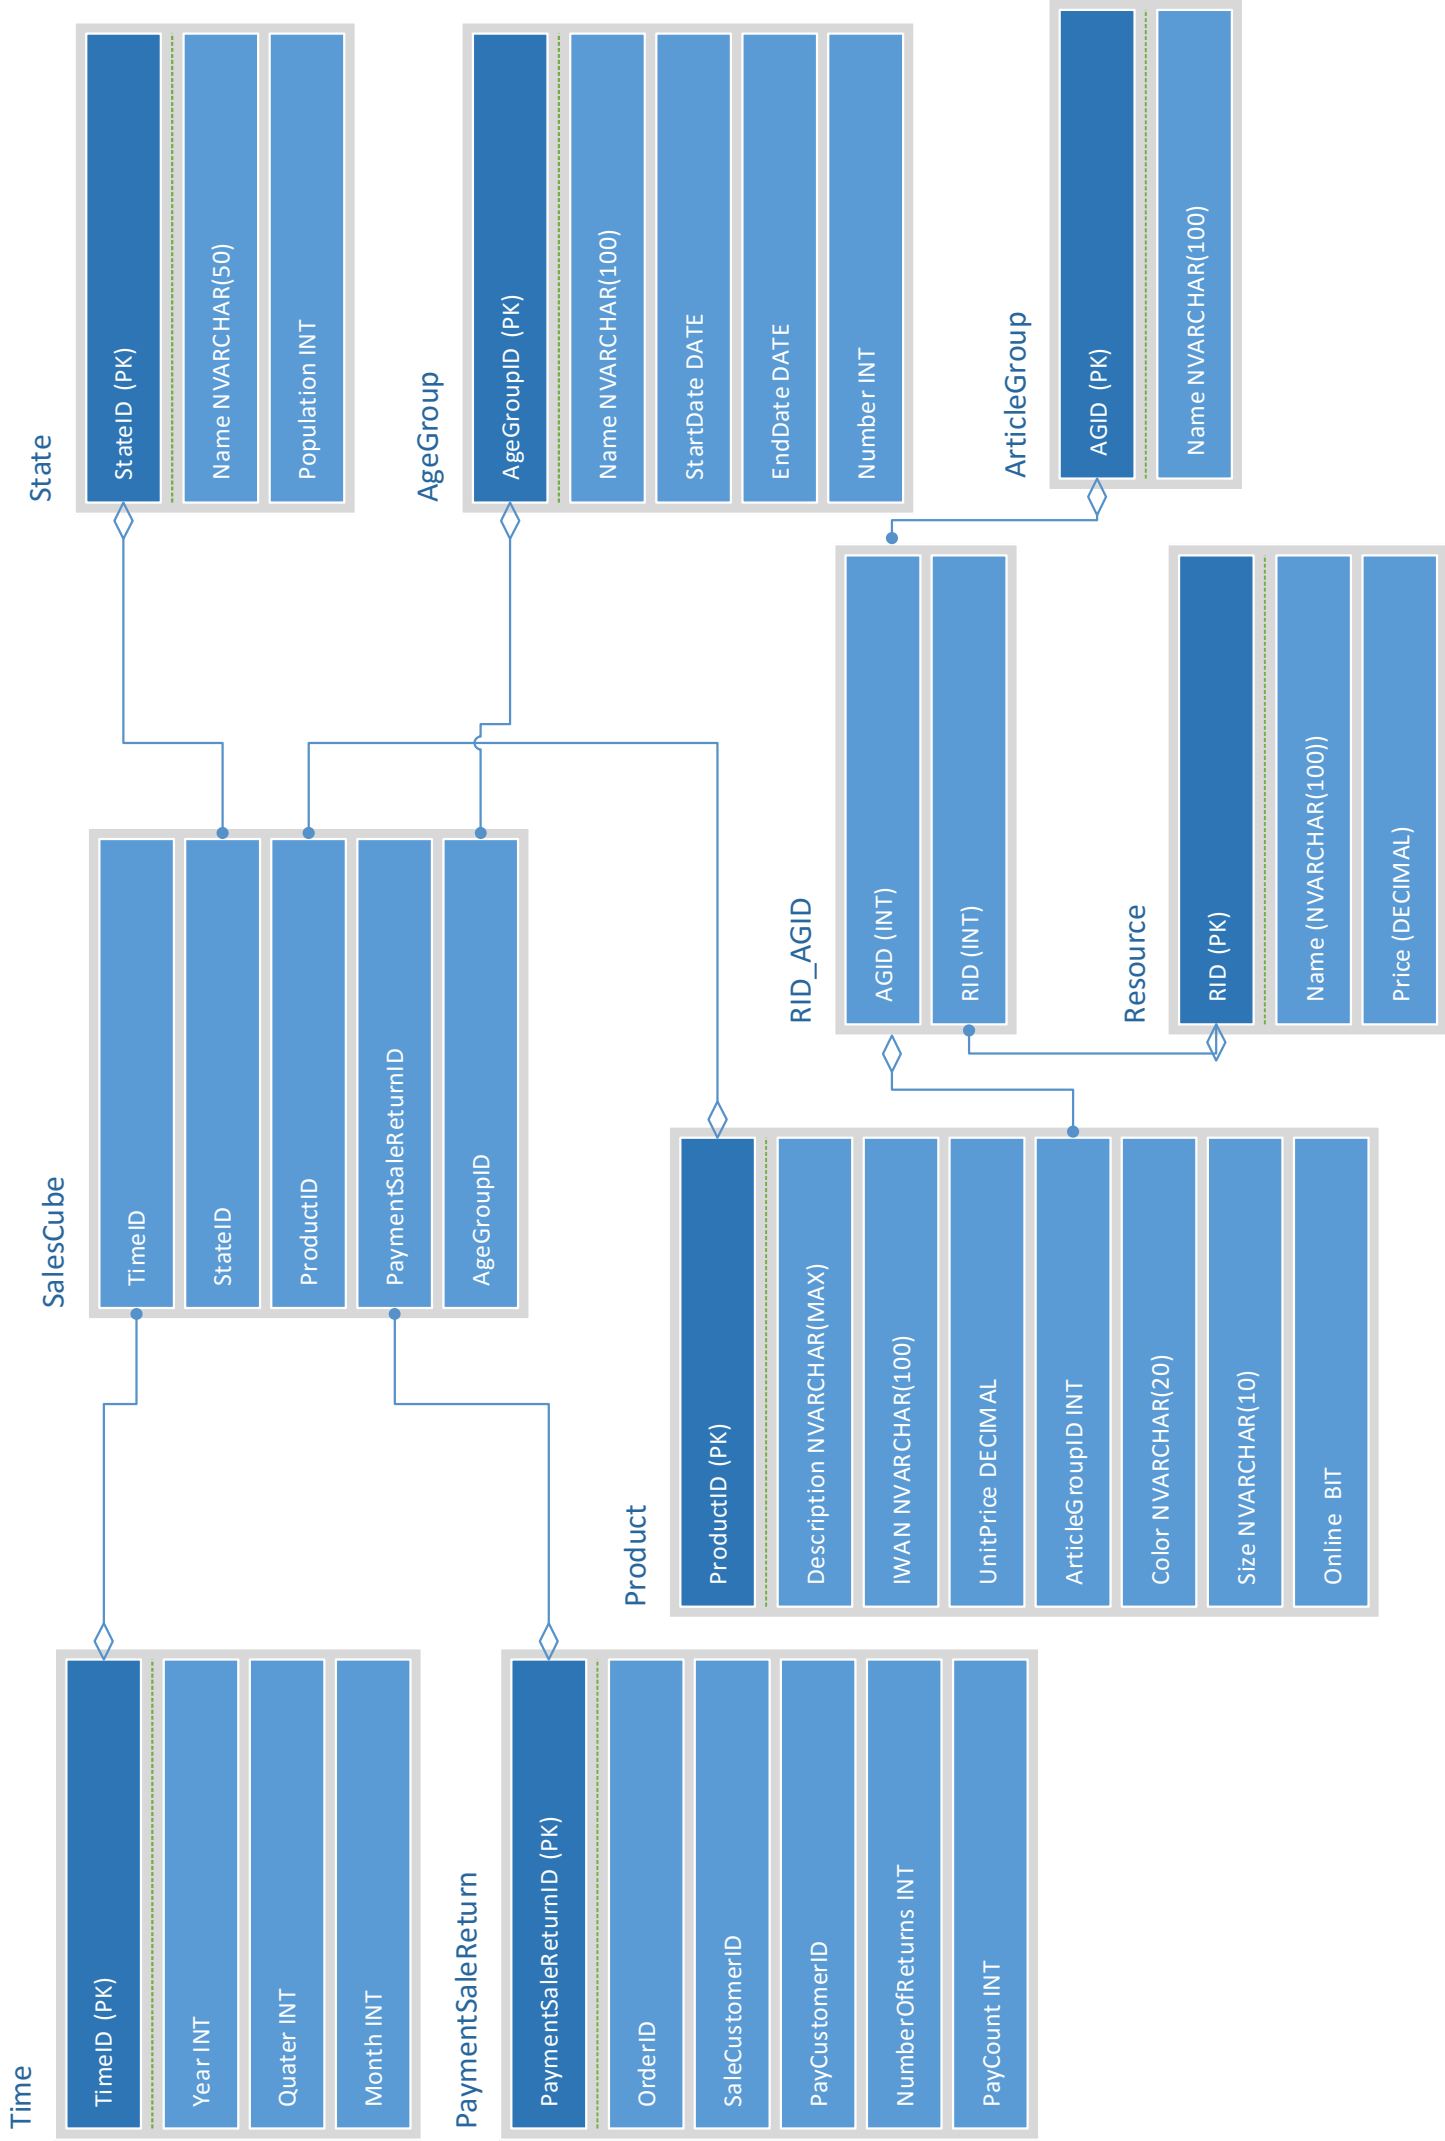 Time
TimeID (PK)
Year INT
Quater INT
Month INT
SalesCube
TimeID
StateID
ProductID
PaymentSaleReturnID
AgeGroupID
State
StateID (PK)
Name NVARCHAR(50)
Population INT
PaymentSaleReturn
PaymentSaleReturnID (PK)
OrderID
SaleCustomerID
PayCustomerID
NumberOfReturns INT
PayCount INT
AgeGroup
AgeGroupID (PK)
Name NVARCHAR(100)
StartDate DATE
EndDate DATE
Number INT
Product
ProductID (PK)
Description NVARCHAR(MAX)
IWAN NVARCHAR(100)
UnitPrice DECIMAL
ArticleGroupID INT
Color NVARCHAR(20)
Size NVARCHAR(10)
Online BIT
RID_AGID
AGID (INT)
RID (INT)
ArticleGroup
AGID (PK)
Name NVARCHAR(100)
Resource
RID (PK)
Name (NVARCHAR(100))
Price (DECIMAL)